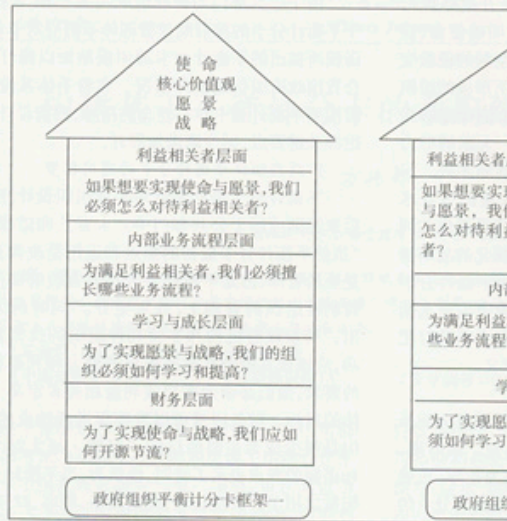 使 命
核心价值观
愿 景
战 略
利益相关者层面
如果想要实现使命与愿景,我们
必须怎么对待利益相关者?
内部业务流程层面
为满足利益相关者,我们必须擅
长哪些业务流程?
学习与成长层面
为了实现愿景与战略,我们的组
织必须如何学习和提高?
财务层面
为了实现使命与战略,我们应如
何开源节流?
政府组织平衡计分卡框架一
利益相关者
如果想要实
与愿景, 我
怎么对待利
者?
内
为满足利益
些业务流程
学
为了实现愿
须如何学习
政府组